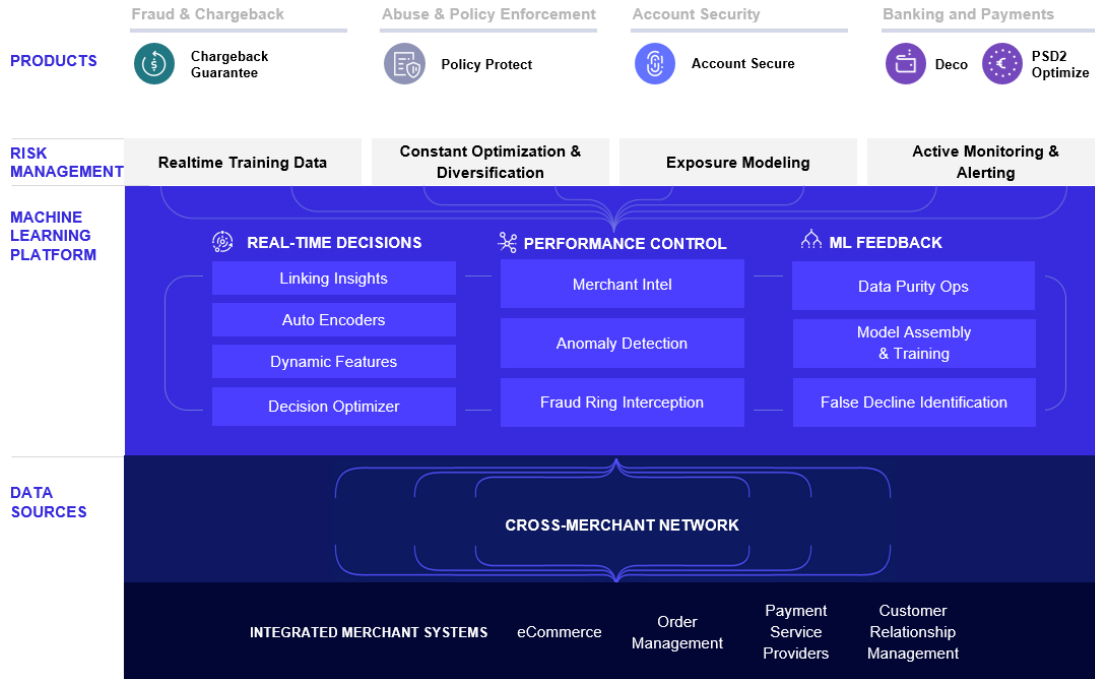 Fraud & Chargeback
Abuse & Policy Enforcement
Account Security
Banking and Payments
PRODUCTS
Chargeback
Guarantee
Policy Protect
Account Secure
Deco
PSD2
Optimize
RISK
MANAGEMENT
Realtime Training Data
Constant Optimization &
Diversification
Exposure Modeling
Active Monitoring &
Alerting
MACHINE
LEARNING
PLATFORM
REAL-TIME DECISIONS
Linking Insights
Auto Encoders
Dynamic Features
Decision Optimizer
PERFORMANCE CONTROL
Merchant Intel
Anomaly Detection
Fraud Ring Interception
ML FEEDBACK
Data Purity Ops
Model Assembly
& Training
False Decline Identification
DATA
SOURCES
CROSS-MERCHANT NETWORK
INTEGRATED MERCHANT SYSTEMS
eCommerce
Order
Management
Payment
Service
Providers
Customer
Relationship
Management